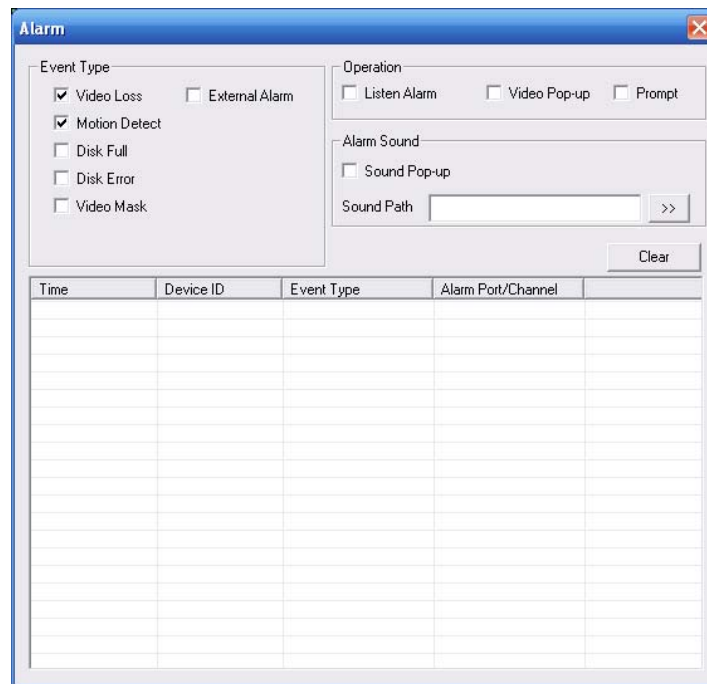 Alarm
Event Type
Video Loss
External Alarm
Motion Detect
Disk Full
Disk Error
Video Mask
Operation
Listen Alarm
Video Pop-up
Prompt
Alarm Sound
Sound Pop-up
Sound Path
>>
Clear
Time
Device ID
Event Type
Alarm Port/Channel